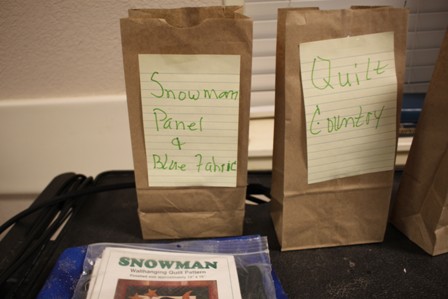 Snowman
Panel
&
Blue Fabric
Quilt
Country
SNOWMAN
Wallhanging Quilt Pattern